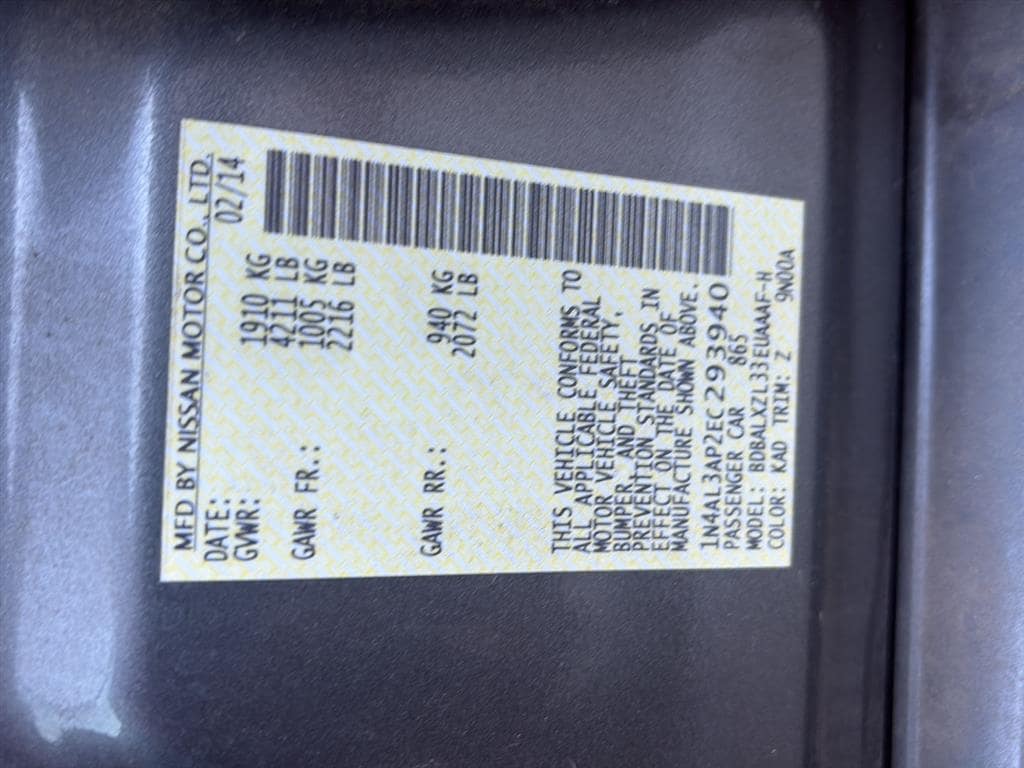 MFD BY NISSAN MOTOR CO., LTD.
DATE: 02/14
GVWR: 1910 KG
4211 LB
GAWR FR.: 1005 KG
2216 LB
GAWR RR.: 940 KG
2072 LB
THIS VEHICLE CONFORMS TO
ALL APPLICABLE FEDERAL
MOTOR VEHICLE SAFETY,
BUMPER, AND THEFT
PREVENTION STANDARDS IN
EFFECT ON THE DATE OF
MANUFACTURE SHOWN ABOVE.
1N4AL3AP2EC293940
PASSENGER CAR 865
MODEL: BDBALXZL33EUAAAF-H
COLOR: KAD TRIM: Z 9N00A